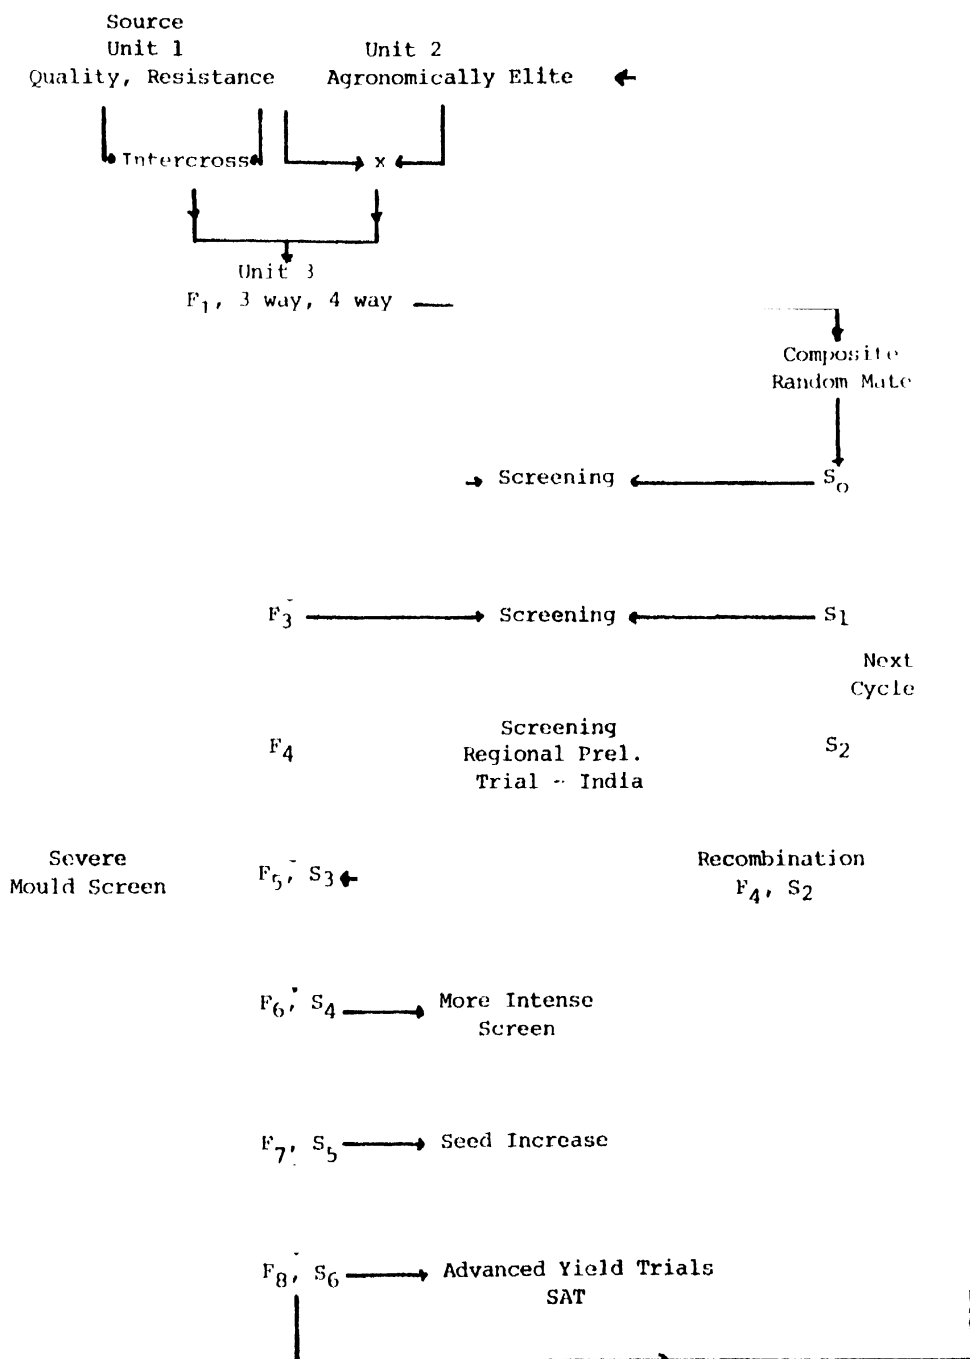 Source
Unit 1
Unit 2
Quality, Resistance
Agronomically Elite
Intercross
x
Unit 3
F1, 3 way, 4 way
Composite
Random Mate
Screening
So
F3
Screening
S1
Next
Cycle
F4
Screening
Regional Prel.
Trial - India
S2
Severe
Mould Screen
F5, S3
Recombination
F4, S2
F6, S4
More Intense
Screen
F7, S5
Seed Increase
F8, S6
Advanced Yield Trials
SAT